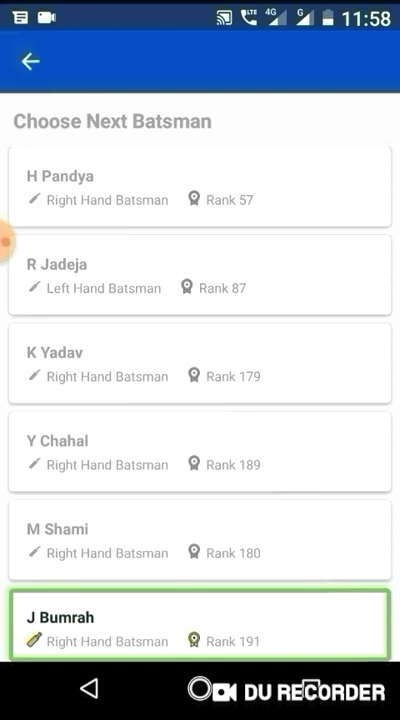 4G
LTE
G
11:58
Choose Next Batsman
H Pandya
Right Hand Batsman Rank 57
R Jadeja
Left Hand Batsman Rank 87
K Yadav
Right Hand Batsman Rank 179
Y Chahal
Right Hand Batsman Rank 189
M Shami
Right Hand Batsman Rank 180
J Bumrah
Right Hand Batsman Rank 191
DU RECORDER